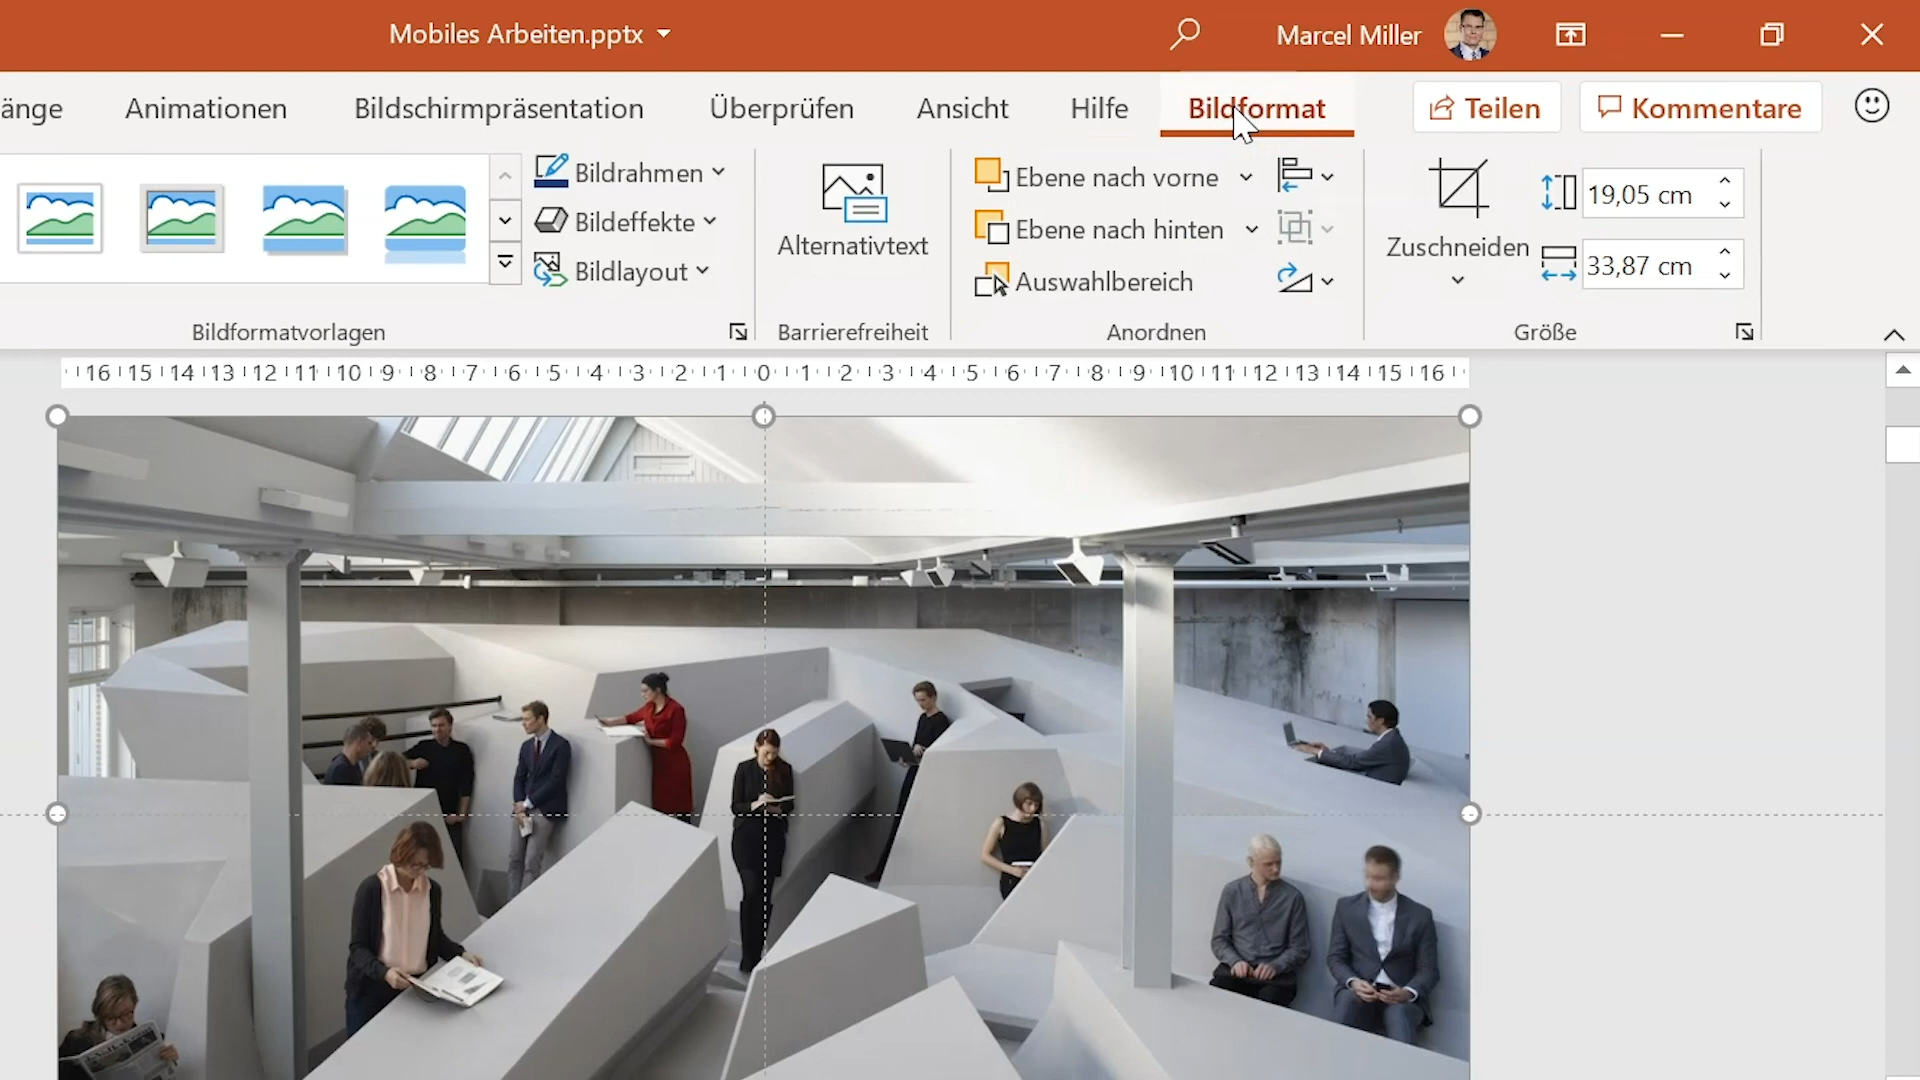 Mobiles Arbeiten.pptx
Marcel Miller
änge
Animationen
Bildschirmpräsentation
Überprüfen
Ansicht
Hilfe
Bildformat
Teilen
Kommentare
Bildrahmen
Bildeffekte
Bildlayout
Bildformatvorlagen
Alternativtext
Barrierefreiheit
Ebene nach vorne
Ebene nach hinten
Auswahlbereich
Anordnen
Zuschneiden
19,05 cm
33,87 cm
Größe
16 15 14 13 12 11 10 9 8 7 6 5 4 3 2 1 0 1 2 3 4 5 6 7 8 9 10 11 12 13 14 15 16